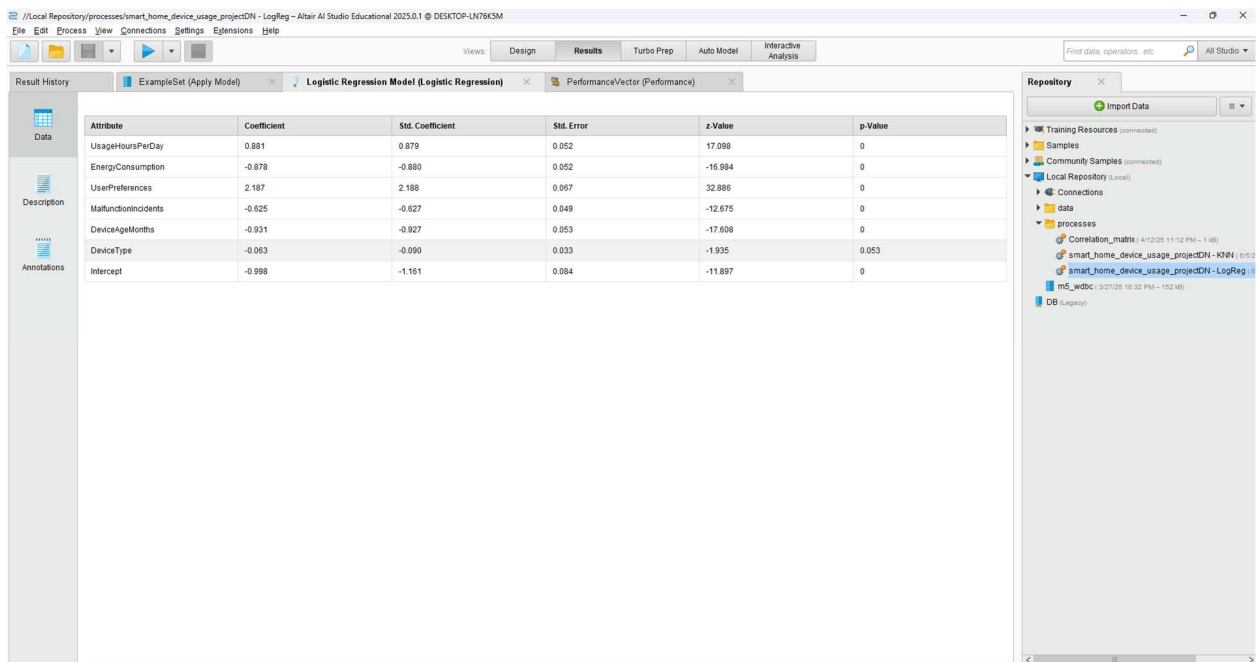 //Local Repository/processes/smart_home_device_usage_projectDN - LogReg – Altair AI Studio Educational 2025.0.1 @ DESKTOP-LN76K5M
File Edit Process View Connections Settings Extensions Help
Views: Design Results Turbo Prep Auto Model Interactive Analysis
Find data, operators...etc
All Studio
Result History
ExampleSet (Apply Model)
Logistic Regression Model (Logistic Regression)
PerformanceVector (Performance)
Data
Description
Annotations
Attribute Coefficient Std. Coefficient Std. Error z-Value p-Value
UsageHoursPerDay 0.881 0.879 0.052 17.098 0
EnergyConsumption -0.878 -0.880 0.052 -16.984 0
UserPreferences 2.187 2.188 0.067 32.886 0
MalfunctionIncidents -0.625 -0.627 0.049 -12.675 0
DeviceAgeMonths -0.931 -0.927 0.053 -17.608 0
DeviceType -0.063 -0.090 0.033 -1.935 0.053
Intercept -0.998 -1.161 0.084 -11.897 0
Repository
Import Data
Training Resources (connected)
Samples
Community Samples (connected)
Local Repository (Local)
Connections
data
processes
Correlation_matrix ( 4/12/25 11:12 PM – 1 kB)
smart_home_device_usage_projectDN - KNN
smart_home_device_usage_projectDN - LogReg
m5_wdbc ( 3/27/25 10:32 PM – 152 kB)
DB (Legacy)